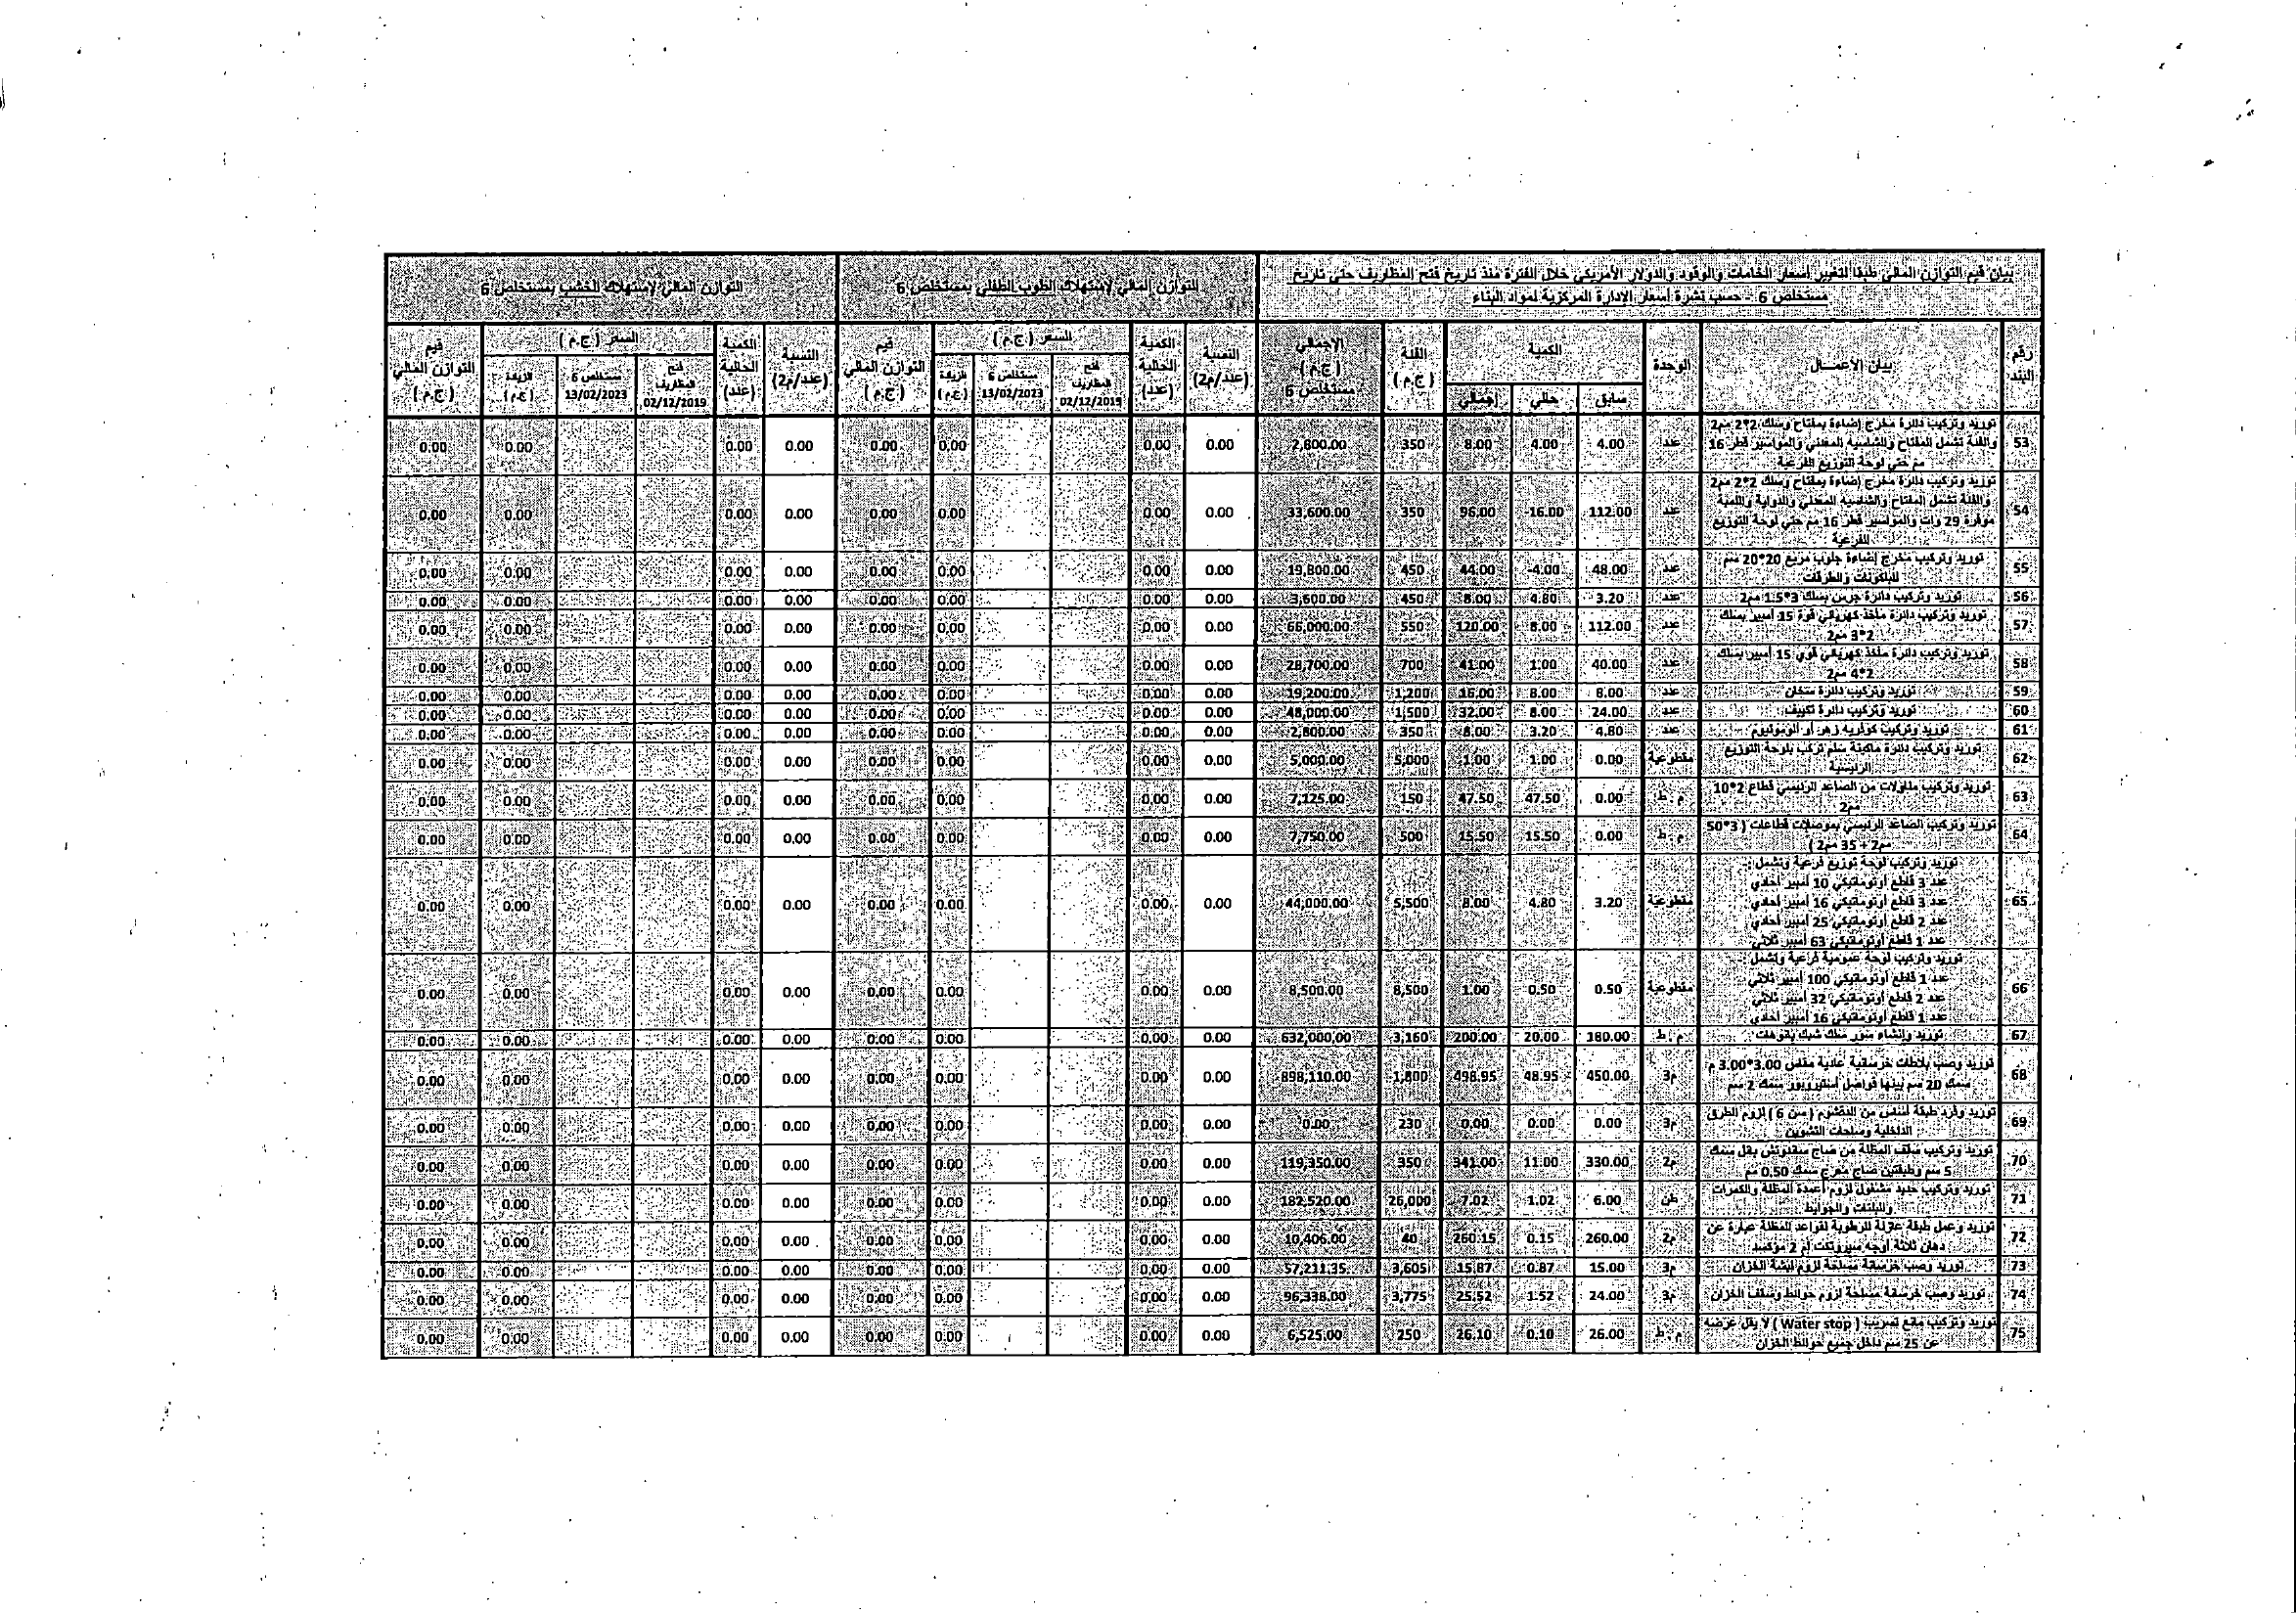 بيان قيم التوازن المالي طبقا لتغيير أسعار الخامات والوقود والدولار الأمريكي خلال الفترة منذ تاريخ فتح المظاريف حتى تاريخ
مستخلص 6 - حسب نشرة أسعار الإدارة المركزية لمواد البناء
التوازن المالي لإستهلاك الطوب الطفلي بمستخلص 6
التوازن المالي لإستهلاك الخشب بمستخلص 6
رقم البند | بيان الأعمال | الوحدة | الكمية | سابق | حالي | إجمالي | الفئة ( ج.م ) | الإجمالي ( ج.م ) مستخلص 6 | النسبة (عدد/م2) | الكمية الحالية (عدد) | السعر ( ج.م ) | فتح المظاريف 02/12/2019 | مستخلص 6 13/02/2023 | الزيادة ( ج.م ) | قيم التوازن المالي ( ج.م ) | النسبة (عدد/م2) | الكمية الحالية (عدد) | السعر ( ج.م ) | فتح المظاريف 02/12/2019 | مستخلص 6 13/02/2023 | الزيادة ( ج.م ) | قيم التوازن المالي ( ج.م )
53 | توريد وتركيب دائرة مخرج إضاءة بمفتاح وسلك 2*2 مم2 والفئة تشمل المفتاح والشاسية المعدني والمواسير قطر 16 مم حتي لوحة التوزيع الفرعية | عدد | 4.00 | 4.00 | 8.00 | 350 | 2,800.00 | 0.00 | 0.00 | 0.00 | 0.00 | 0.00 | 0.00 | 0.00 | 0.00
54 | توريد وتركيب دائرة مخرج إضاءة بمفتاح وسلك 2*2 مم2 والفئة تشمل المفتاح والشاسية المعدني والدواية واللمبة موفرة 29 وات والمواسير قطر 16 مم حتي لوحة التوزيع الفرعية | عدد | 112.00 | -16.00 | 96.00 | 350 | 33,600.00 | 0.00 | 0.00 | 0.00 | 0.00 | 0.00 | 0.00 | 0.00 | 0.00
55 | توريد وتركيب مخرج إضاءة جلوب مربع 20*20 سم للبلكونات والطرقات | عدد | 48.00 | -4.00 | 44.00 | 450 | 19,800.00 | 0.00 | 0.00 | 0.00 | 0.00 | 0.00 | 0.00 | 0.00 | 0.00
56 | توريد وتركيب دائرة جرس بسلك 3*1.5 مم2 | عدد | 3.20 | 4.80 | 8.00 | 450 | 3,600.00 | 0.00 | 0.00 | 0.00 | 0.00 | 0.00 | 0.00 | 0.00 | 0.00
57 | توريد وتركيب دائرة مأخذ كهربائي قوة 15 أمبير بسلك 2*3 مم2 | عدد | 112.00 | 8.00 | 120.00 | 550 | 66,000.00 | 0.00 | 0.00 | 0.00 | 0.00 | 0.00 | 0.00 | 0.00 | 0.00
58 | توريد وتركيب دائرة مأخذ كهربائي قوي 15 أمبير بسلك 2*4 مم2 | عدد | 40.00 | 1.00 | 41.00 | 700 | 28,700.00 | 0.00 | 0.00 | 0.00 | 0.00 | 0.00 | 0.00 | 0.00 | 0.00
59 | توريد وتركيب دائرة سخان | عدد | 8.00 | 8.00 | 16.00 | 1,200 | 19,200.00 | 0.00 | 0.00 | 0.00 | 0.00 | 0.00 | 0.00 | 0.00 | 0.00
60 | توريد وتركيب دائرة تكييف | عدد | 24.00 | 8.00 | 32.00 | 1,500 | 48,000.00 | 0.00 | 0.00 | 0.00 | 0.00 | 0.00 | 0.00 | 0.00 | 0.00
61 | توريد وتركيب كوفرية زهر أو الومونيوم | عدد | 4.80 | 3.20 | 8.00 | 350 | 2,800.00 | 0.00 | 0.00 | 0.00 | 0.00 | 0.00 | 0.00 | 0.00 | 0.00
62 | توريد وتركيب دائرة ماكينة سلم تركب بلوحة التوزيع الرئيسية | مقطوعية | 0.00 | 1.00 | 1.00 | 5,000 | 5,000.00 | 0.00 | 0.00 | 0.00 | 0.00 | 0.00 | 0.00 | 0.00 | 0.00
63 | توريد وتركيب مناولات من الصاعد الرئيسي قطاع 2*10 مم2 | م . ط | 0.00 | 47.50 | 47.50 | 150 | 7,125.00 | 0.00 | 0.00 | 0.00 | 0.00 | 0.00 | 0.00 | 0.00 | 0.00
64 | توريد وتركيب الصاعد الرئيسي بموصلات قطاعات ( 3*50 مم2 + 35 مم2 ) | م . ط | 0.00 | 15.50 | 15.50 | 500 | 7,750.00 | 0.00 | 0.00 | 0.00 | 0.00 | 0.00 | 0.00 | 0.00 | 0.00
65 | توريد وتركيب لوحة توزيع فرعية وتشمل :
عدد 3 قاطع أوتوماتيكي 10 أمبير أحادي
عدد 3 قاطع أوتوماتيكي 16 أمبير أحادي
عدد 2 قاطع أوتوماتيكي 25 أمبير أحادي
عدد 1 قاطع أوتوماتيكي 63 أمبير ثلاثي | مقطوعية | 3.20 | 4.80 | 8.00 | 5,500 | 44,000.00 | 0.00 | 0.00 | 0.00 | 0.00 | 0.00 | 0.00 | 0.00 | 0.00
66 | توريد وتركيب لوحة عمومية فرعية وتشمل :
عدد 1 قاطع أوتوماتيكي 100 أمبير ثلاثي
عدد 2 قاطع أوتوماتيكي 32 أمبير ثلاثي
عدد 1 قاطع أوتوماتيكي 16 أمبير أحادي | مقطوعية | 0.50 | 0.50 | 1.00 | 8,500 | 8,500.00 | 0.00 | 0.00 | 0.00 | 0.00 | 0.00 | 0.00 | 0.00 | 0.00
67 | توريد وإنشاء سور سلك شبك | م . ط | 180.00 | 20.00 | 200.00 | 3,160 | 632,000.00 | 0.00 | 0.00 | 0.00 | 0.00 | 0.00 | 0.00 | 0.00 | 0.00
68 | توريد وصب بلاطات خرسانية عادية مقاس 3.00*3.00 م سمك 20 سم بينها فواصل سمك 2 سم | م3 | 450.00 | 48.95 | 498.95 | 1,800 | 898,110.00 | 0.00 | 0.00 | 0.00 | 0.00 | 0.00 | 0.00 | 0.00 | 0.00
69 | توريد وفرد طبقة أساس من الدقشوم ( سن 6 ) لزوم الطرق الداخلية وساحات التشوين | م3 | 0.00 | 0.00 | 0.00 | 230 | 0.00 | 0.00 | 0.00 | 0.00 | 0.00 | 0.00 | 0.00 | 0.00 | 0.00
70 | توريد وتركيب سقف المظلة من صاج سندوتش بنل سمك 5 سم وطبقتين صاج معرج سمك 0.50 مم | م2 | 330.00 | 11.00 | 341.00 | 350 | 119,350.00 | 0.00 | 0.00 | 0.00 | 0.00 | 0.00 | 0.00 | 0.00 | 0.00
71 | توريد وتركيب حديد مشغول لزوم أعمدة المظلة والكمرات والبلتات والجوايط | طن | 6.00 | 1.02 | 7.02 | 26,000 | 182,520.00 | 0.00 | 0.00 | 0.00 | 0.00 | 0.00 | 0.00 | 0.00 | 0.00
72 | توريد وعمل طبقة عازلة للرطوبة لقواعد المظلة عبارة عن دهان ثلاثة أوجه سيروتكت أم 2 مؤكسد | م2 | 260.00 | 0.15 | 260.15 | 40 | 10,406.00 | 0.00 | 0.00 | 0.00 | 0.00 | 0.00 | 0.00 | 0.00 | 0.00
73 | توريد وصب خرسانة مسلحة لزوم لبشة الخزان | م3 | 15.00 | 0.87 | 15.87 | 3,605 | 57,211.35 | 0.00 | 0.00 | 0.00 | 0.00 | 0.00 | 0.00 | 0.00 | 0.00
74 | توريد وصب خرسانة مسلحة لزوم حوائط وسقف الخزان | م3 | 24.00 | 1.52 | 25.52 | 3,775 | 96,338.00 | 0.00 | 0.00 | 0.00 | 0.00 | 0.00 | 0.00 | 0.00 | 0.00
75 | توريد وتركيب مانع تسريب ( Water stop ) لا يقل عرضه عن 25 سم داخل جميع حوائط الخزان | م . ط | 26.00 | 0.10 | 26.10 | 250 | 6,525.00 | 0.00 | 0.00 | 0.00 | 0.00 | 0.00 | 0.00 | 0.00 | 0.00